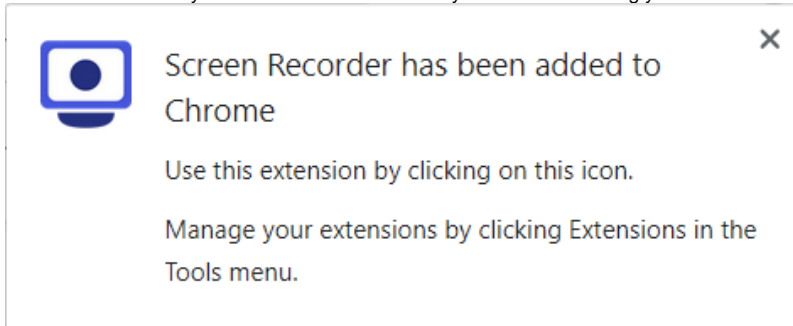 Screen Recorder has been added to
Chrome
Use this extension by clicking on this icon.
Manage your extensions by clicking Extensions in the
Tools menu.